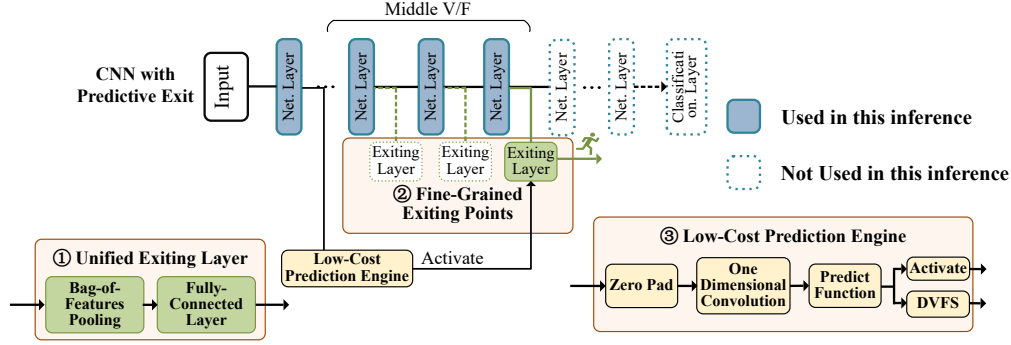 Middle V/F
CNN with
Predictive Exit
Input
Net. Layer
...
Net. Layer
Net. Layer
Net. Layer
Net. Layer
...
Net. Layer
Classificati
on. Layer
Used in this inference
Not Used in this inference
Exiting
Layer
Exiting
Layer
Exiting
Layer
② Fine-Grained
Exiting Points
Low-Cost
Prediction Engine
Activate
① Unified Exiting Layer
Bag-of-
Features
Pooling
Fully-
Connected
Layer
③ Low-Cost Prediction Engine
Zero Pad
One
Dimensional
Convolution
Predict
Function
Activate
DVFS